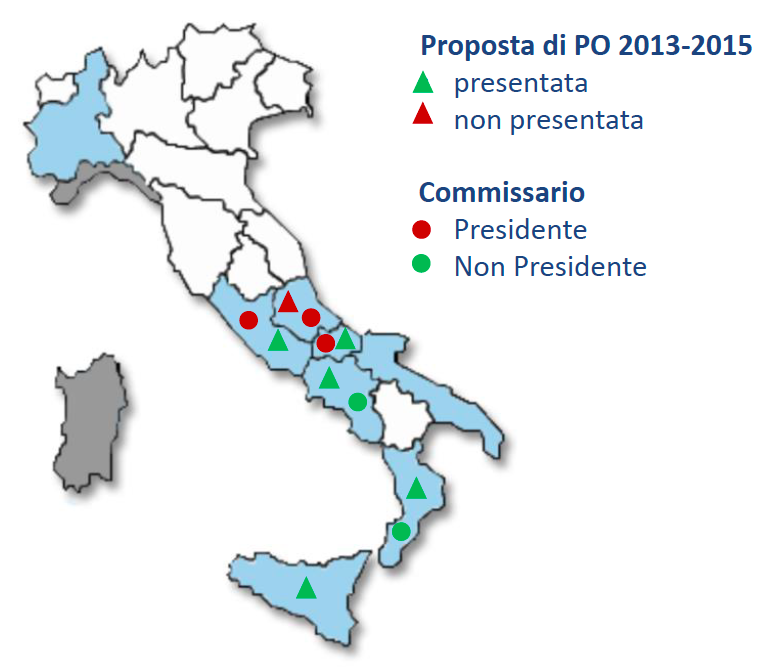 Proposta di PO 2013-2015
presentata
non presentata
Commissario
Presidente
Non Presidente